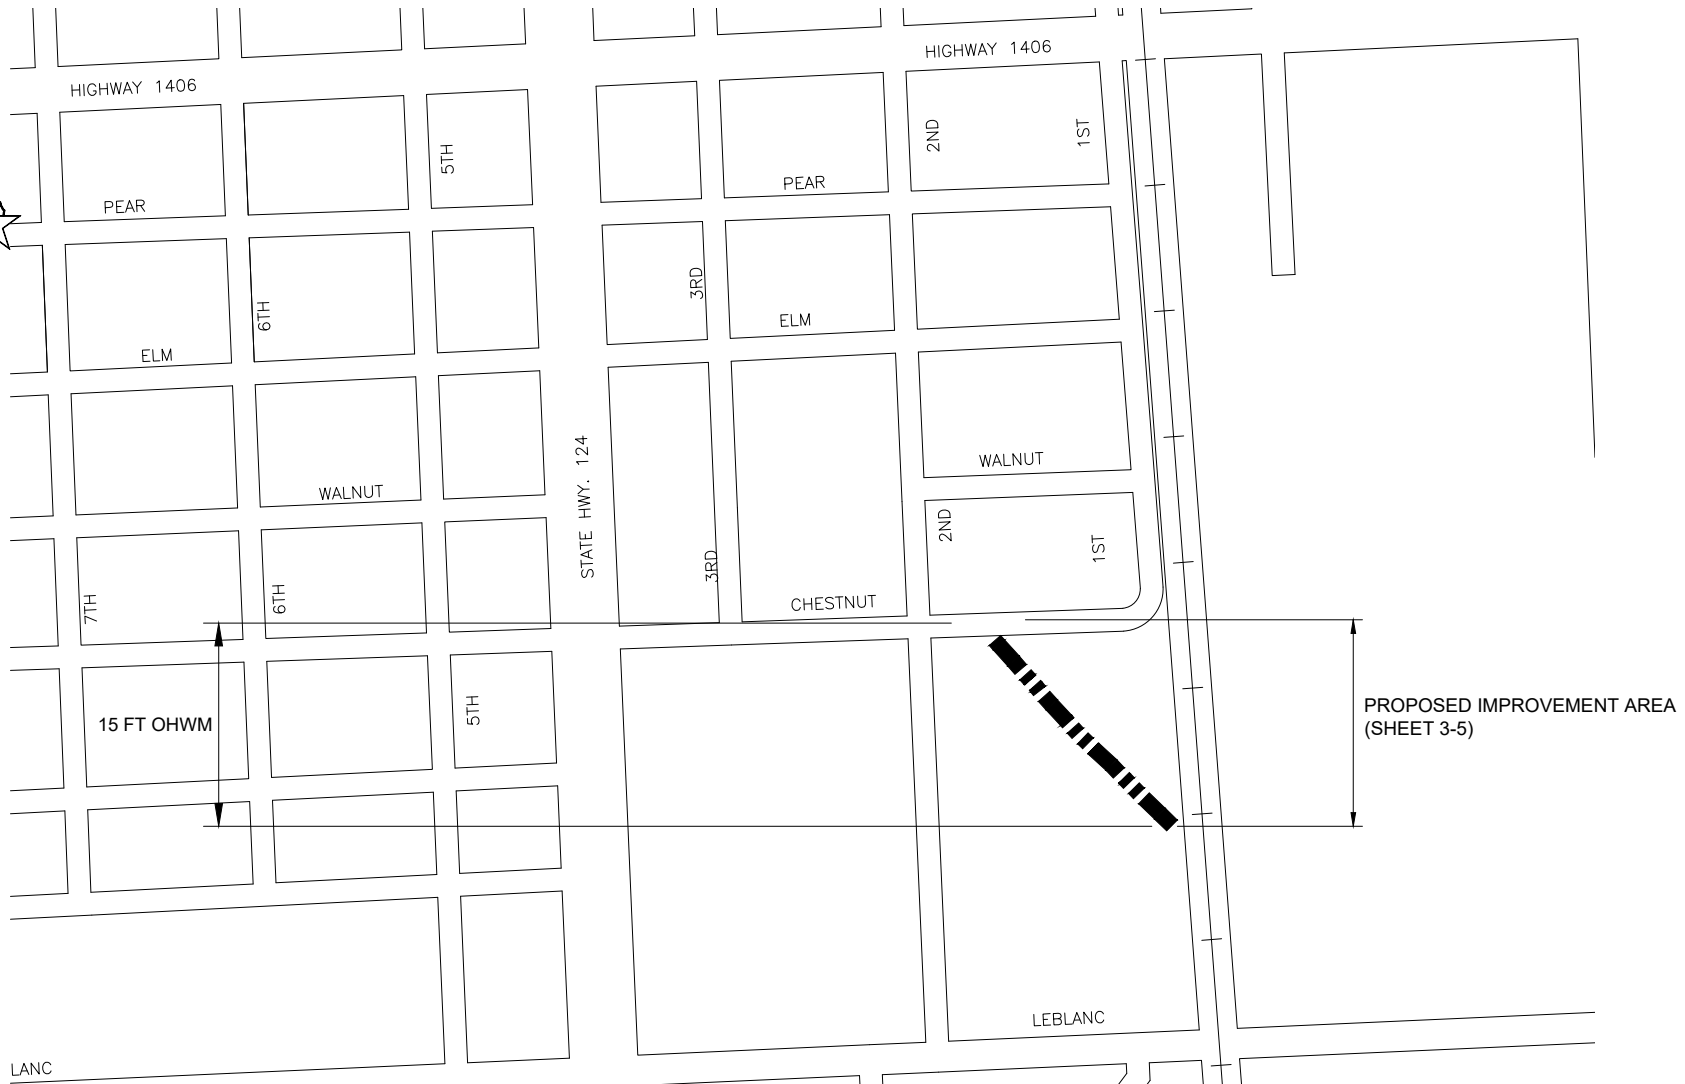 HIGHWAY 1406
HIGHWAY 1406
2ND
1ST
5TH
PEAR
PEAR
3RD
6TH
ELM
ELM
STATE HWY. 124
WALNUT
WALNUT
2ND
1ST
3RD
7TH
6TH
CHESTNUT
5TH
15 FT OHWM
PROPOSED IMPROVEMENT AREA
(SHEET 3-5)
LEBLANC
LANC